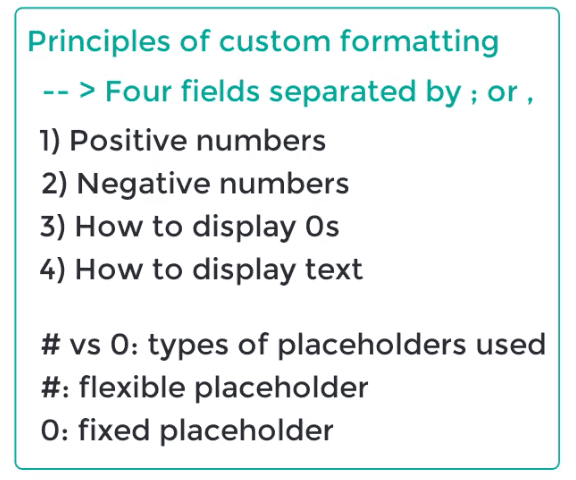 Principles of custom formatting
-- > Four fields separated by ; or ,
1) Positive numbers
2) Negative numbers
3) How to display 0s
4) How to display text
# vs 0: types of placeholders used
#: flexible placeholder
0: fixed placeholder